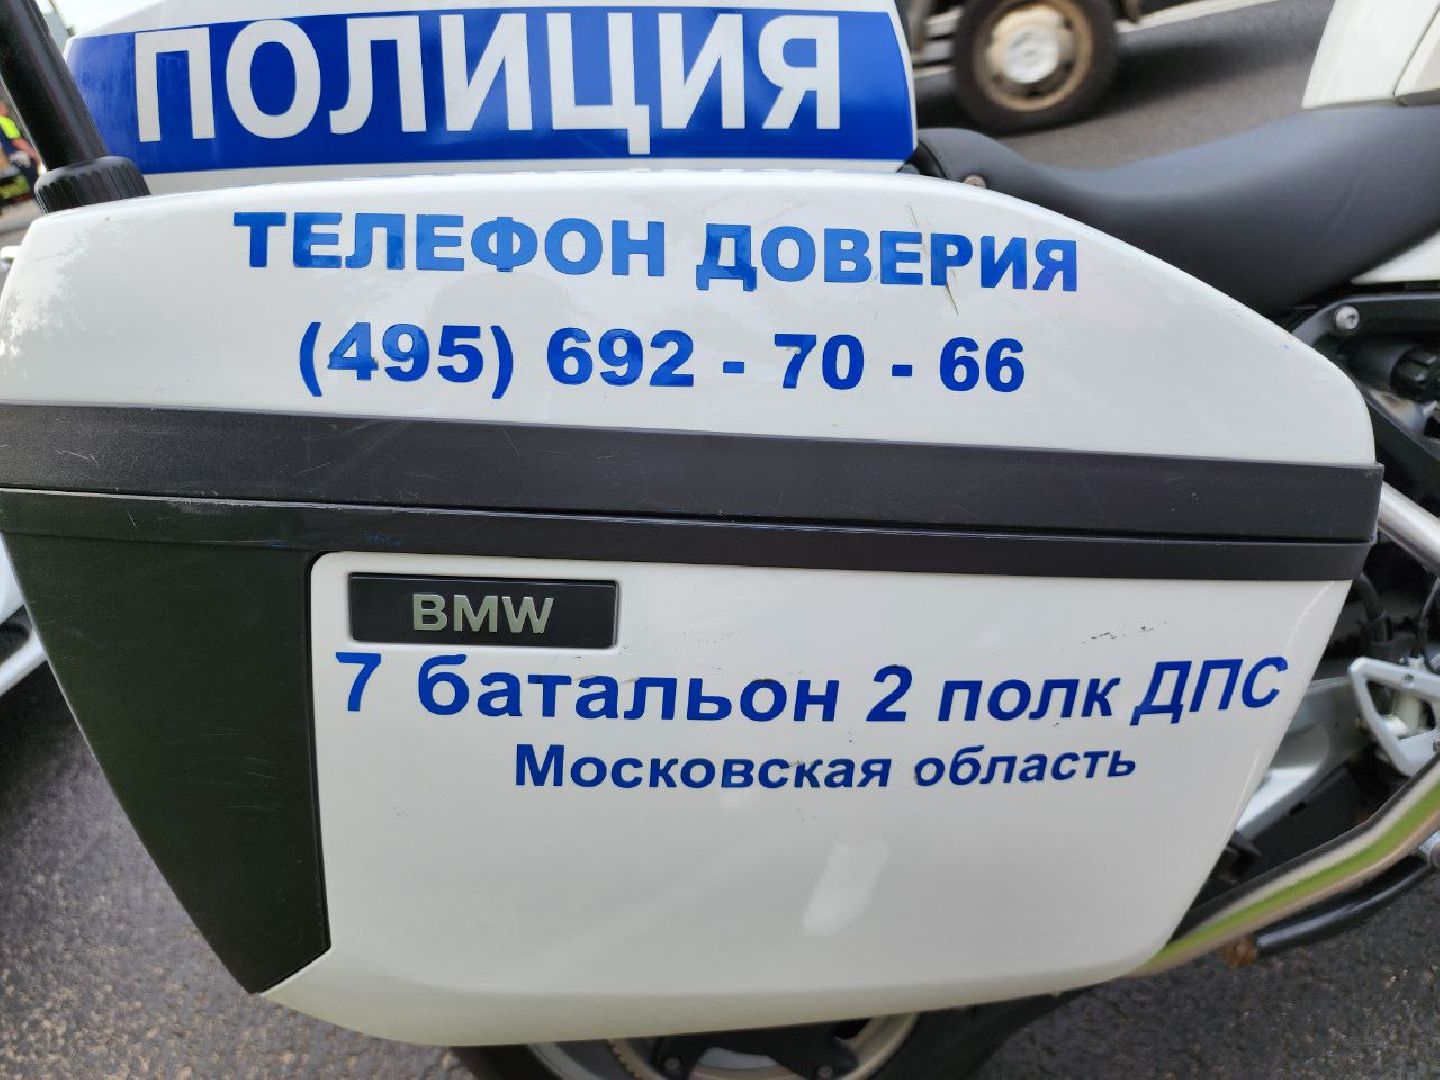 ПОЛИЦИЯ
ТЕЛЕФОН ДОВЕРИЯ
(495) 692 - 70 - 66
BMW
7 батальон 2 полк ДПС
Московская область